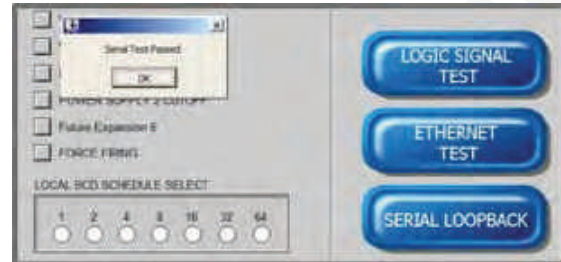 Serial Test Passed
OK
POWER SUPPLY 2 CUTOFF
Future Expansion 6
FORCE FIRING
LOCAL BCD SCHEDULE SELECT
1 2 4 8 16 32 64
LOGIC SIGNAL
TEST
ETHERNET
TEST
SERIAL LOOPBACK